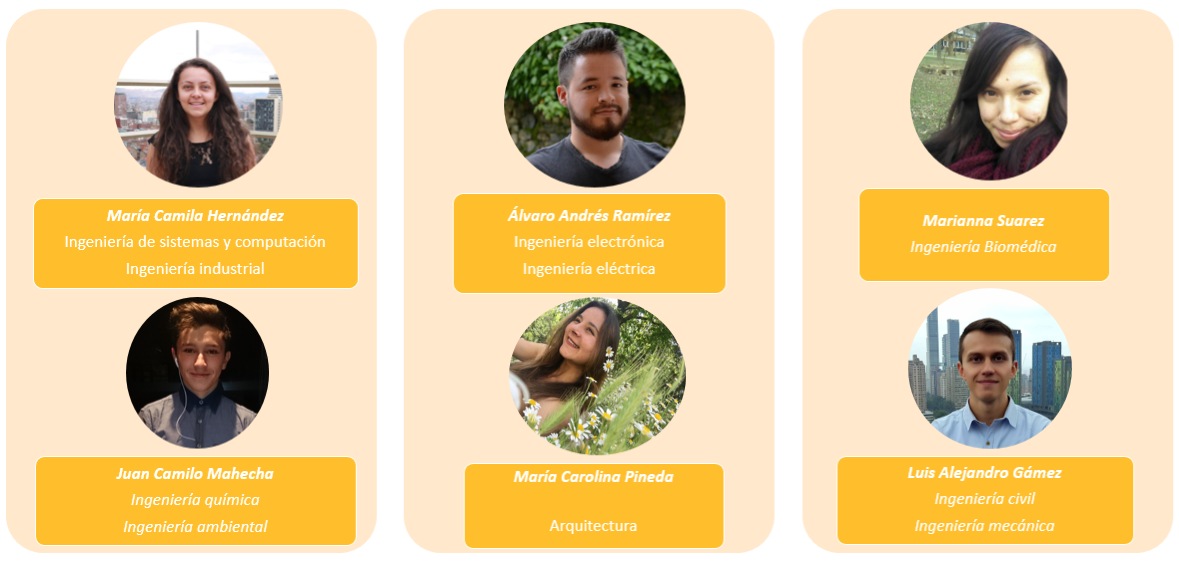 María Camila Hernández
Ingeniería de sistemas y computación
Ingeniería industrial
Álvaro Andrés Ramírez
Ingeniería electrónica
Ingeniería eléctrica
Marianna Suarez
Ingeniería Biomédica
Juan Camilo Mahecha
Ingeniería química
Ingeniería ambiental
María Carolina Pineda
Arquitectura
Luis Alejandro Gámez
Ingeniería civil
Ingeniería mecánica